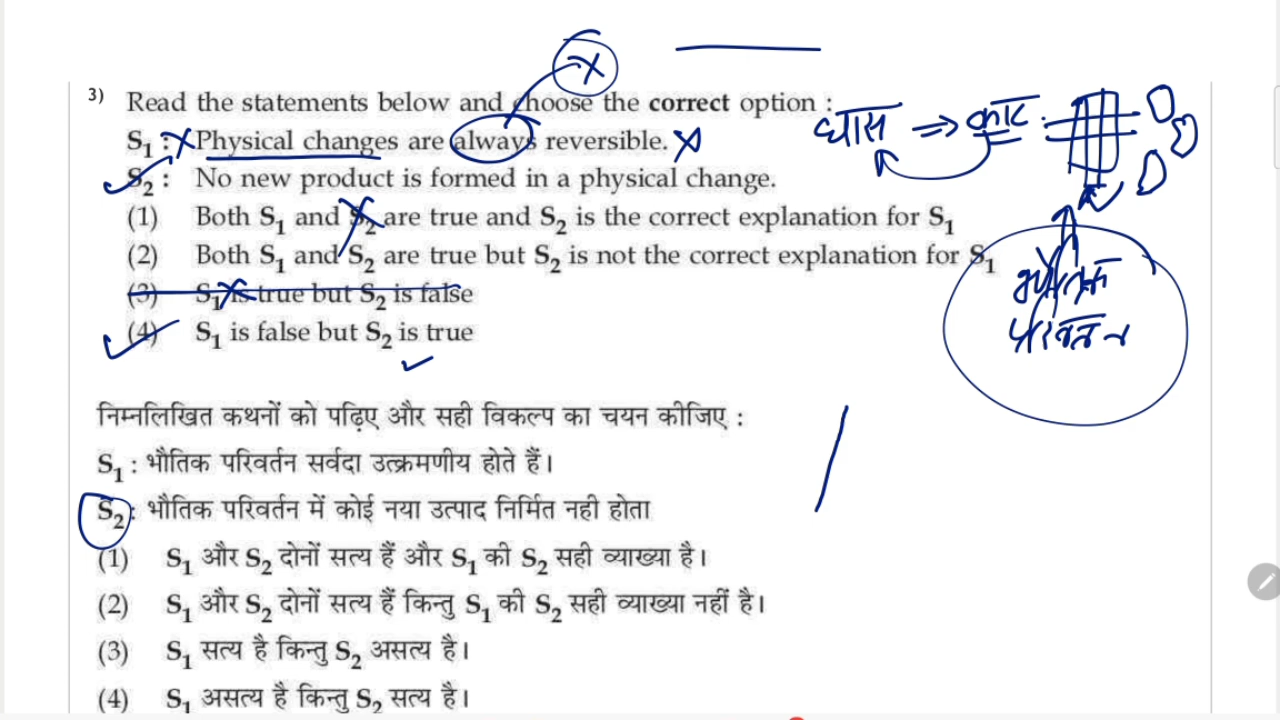 3) Read the statements below and choose the correct option :
S1 : Physical changes are always reversible.
S2 : No new product is formed in a physical change.
(1) Both S1 and S2 are true and S2 is the correct explanation for S1
(2) Both S1 and S2 are true but S2 is not the correct explanation for S1
(3) S1 is true but S2 is false
(4) S1 is false but S2 is true
घास ⇒ काट
भौतिक
परिवर्तन
निम्नलिखित कथनों को पढ़िए और सही विकल्प का चयन कीजिए :
S1 : भौतिक परिवर्तन सर्वदा उत्क्रमणीय होते हैं।
S2 : भौतिक परिवर्तन में कोई नया उत्पाद निर्मित नही होता
(1) S1 और S2 दोनों सत्य हैं और S1 की S2 सही व्याख्या है।
(2) S1 और S2 दोनों सत्य हैं किन्तु S1 की S2 सही व्याख्या नहीं है।
(3) S1 सत्य है किन्तु S2 असत्य है।
(4) S1 असत्य है किन्तु S2 सत्य है।